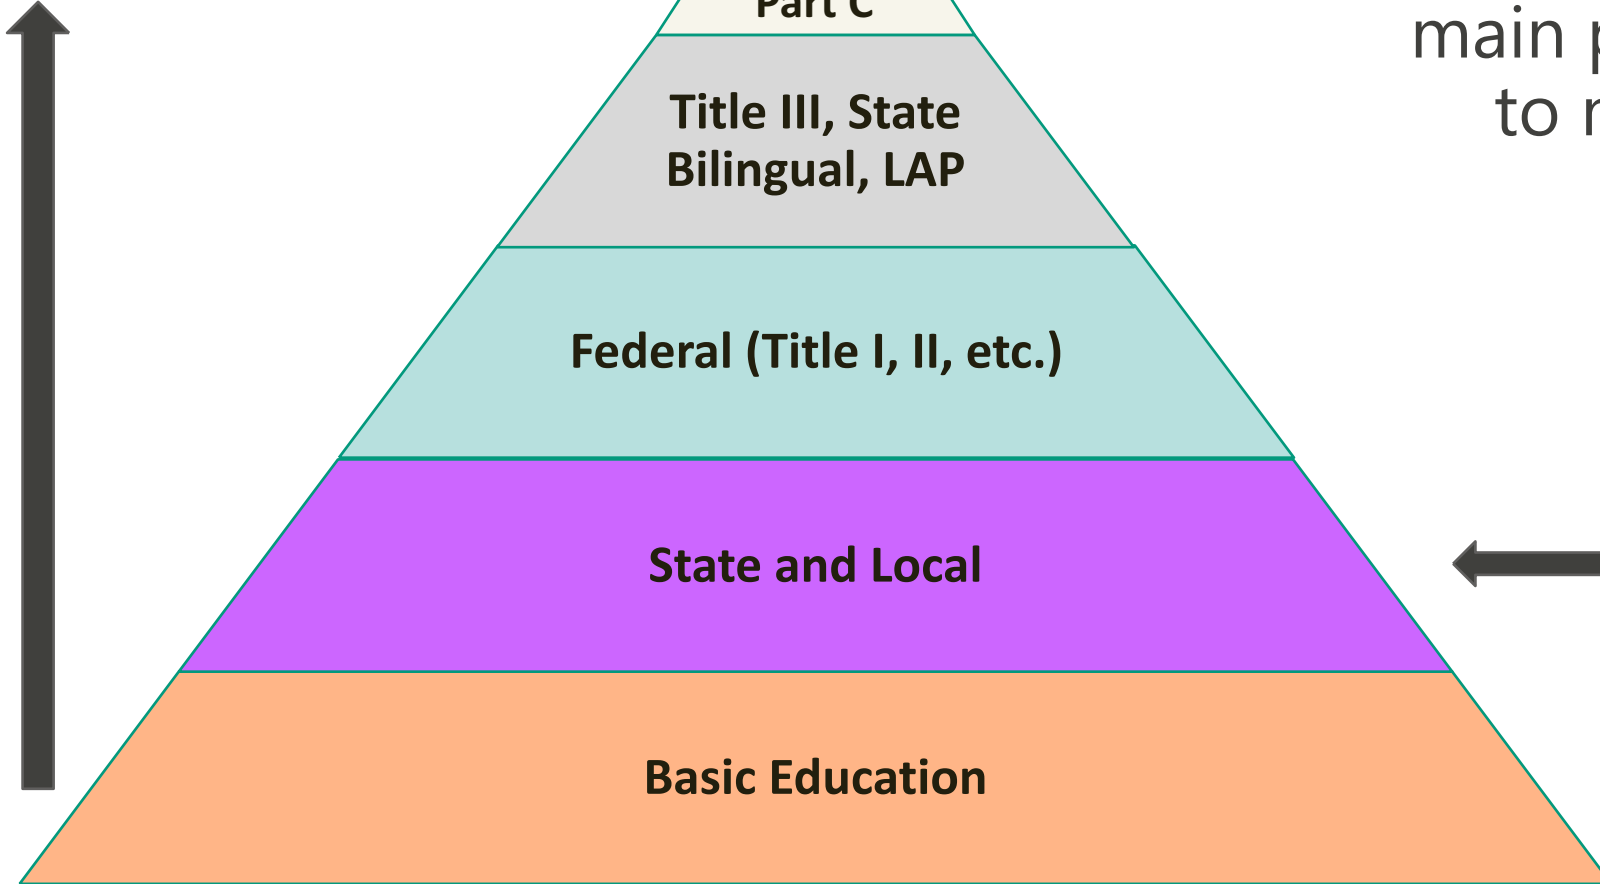 Part C
main
to
Title III, State
Bilingual, LAP
Federal (Title I, II, etc.)
State and Local
Basic Education